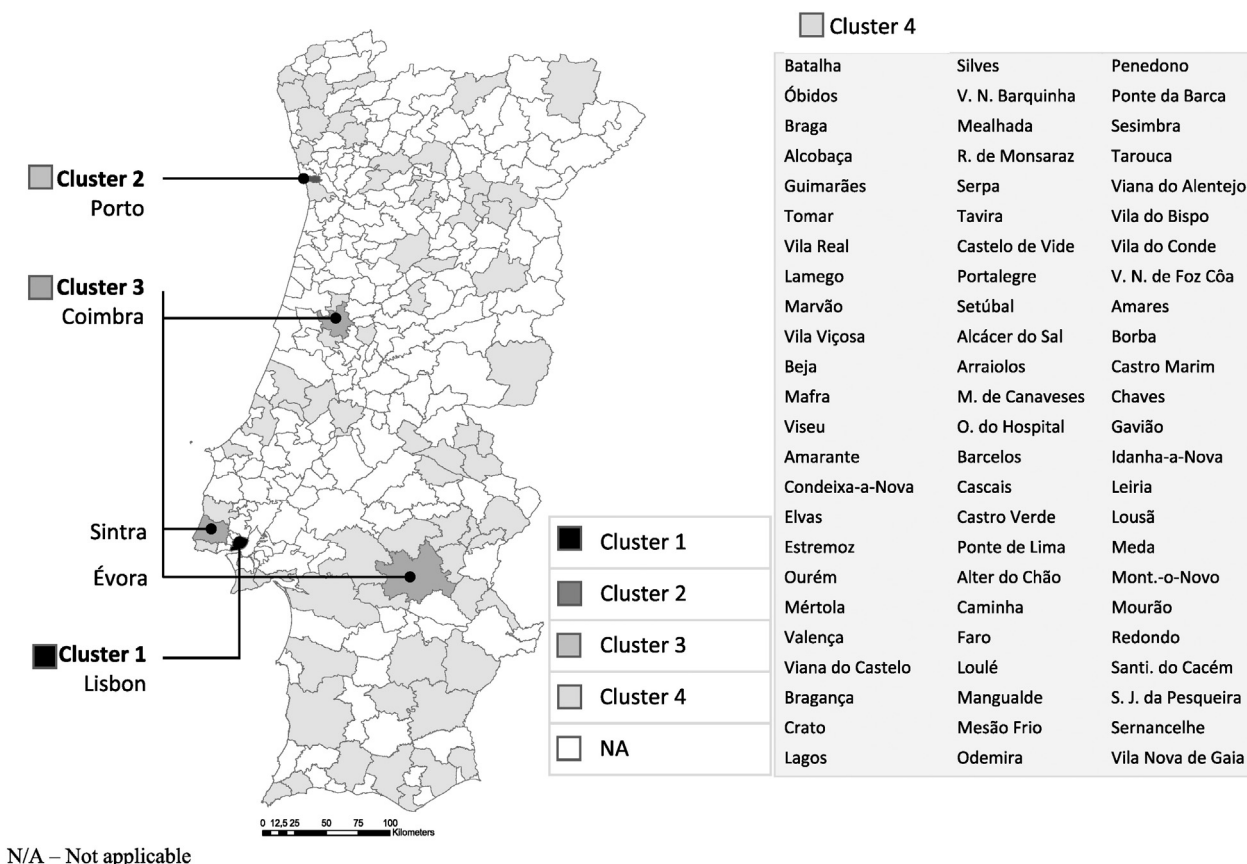 Cluster 4
Batalha Silves Penedono
Óbidos V. N. Barquinha Ponte da Barca
Braga Mealhada Sesimbra
Alcobaça R. de Monsaraz Tarouca
Guimarães Serpa Viana do Alentejo
Tomar Tavira Vila do Bispo
Vila Real Castelo de Vide Vila do Conde
Lamego Portalegre V. N. de Foz Côa
Marvão Setúbal Amares
Vila Viçosa Alcácer do Sal Borba
Beja Arraiolos Castro Marim
Mafra M. de Canaveses Chaves
Viseu O. do Hospital Gavião
Amarante Barcelos Idanha-a-Nova
Condeixa-a-Nova Cascais Leiria
Elvas Castro Verde Lousã
Estremoz Ponte de Lima Meda
Ourém Alter do Chão Mont.-o-Novo
Mértola Caminha Mourão
Valença Faro Redondo
Viana do Castelo Loulé Santi. do Cacém
Bragança Mangualde S. J. da Pesqueira
Crato Mesão Frio Sernancelhe
Lagos Odemira Vila Nova de Gaia
Cluster 2
Porto
Cluster 3
Coimbra
Sintra
Évora
Cluster 1
Lisbon
Cluster 1
Cluster 2
Cluster 3
Cluster 4
NA
0 12,5 25 50 75 100
Kilometers
N/A – Not applicable